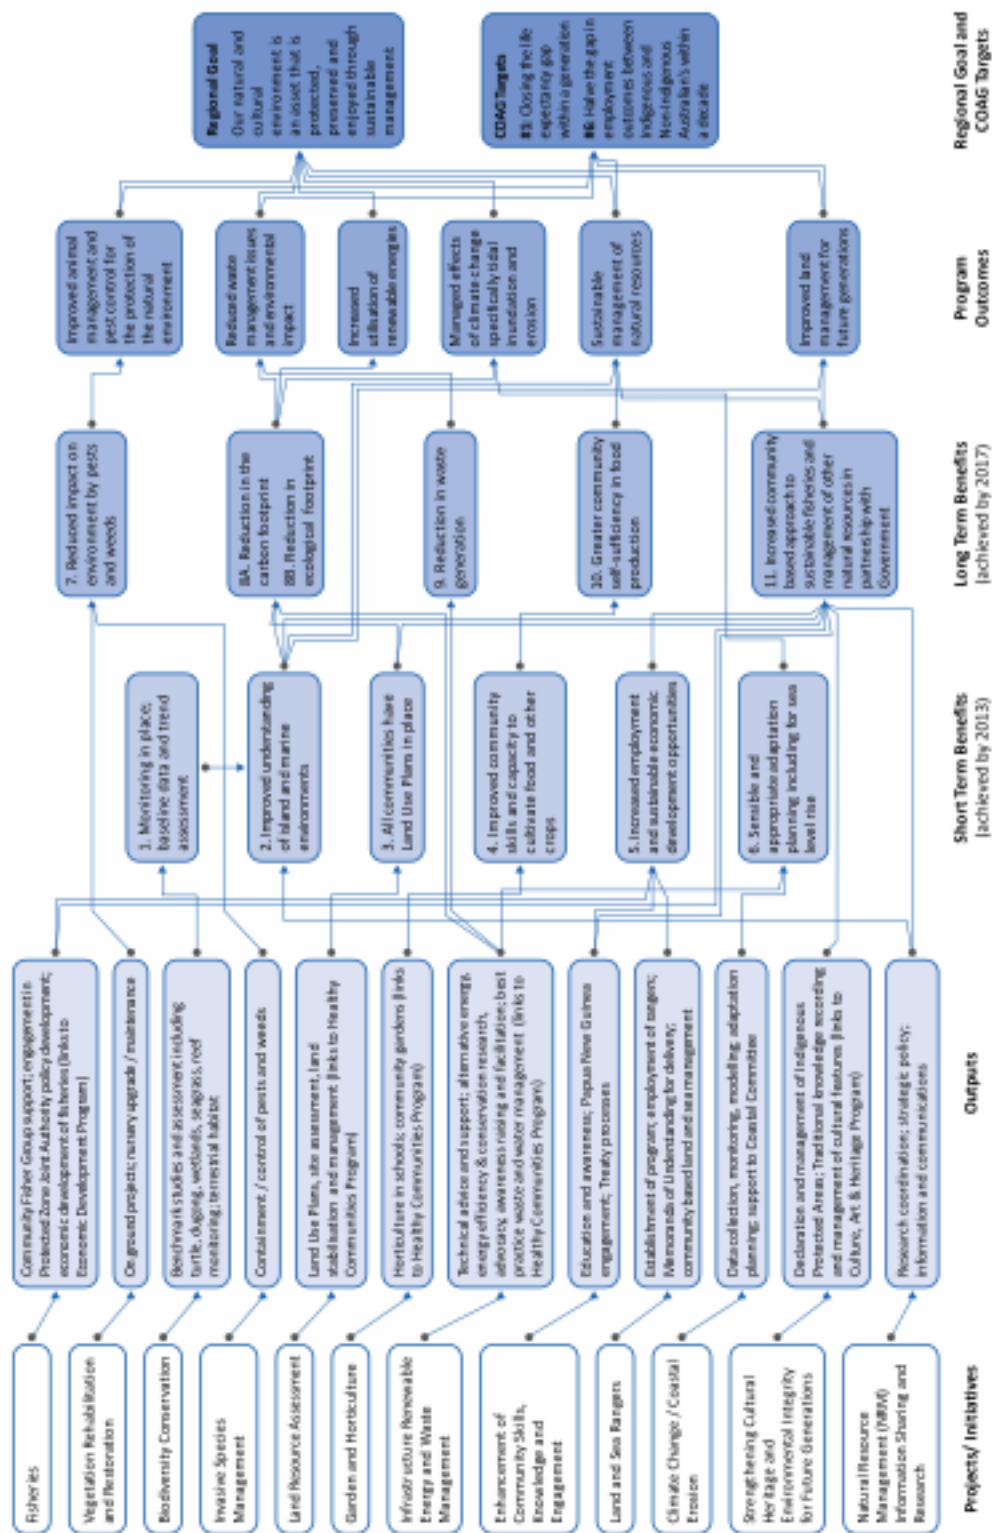 Fisheries
Vegetation Rehabilitation
and Restoration
Biodiversity Conservation
Invasive Species
Management
Land Resource Assessment
Garden and Horticulture
Infrastructure Renewable
Energy and Waste
Management
Enhancement of
Community Skills,
Knowledge and
Engagement
Land and Sea Rangers
Climate Change / Coastal
Erosion
Strengthening Cultural
Heritage and
Environmental Integrity
for Future Generations
Natural Resource
Management (NRM)
Information Sharing and
Research
Projects/ Initiatives
Community Fisher Group support; engagement in
Protected Zone Joint Authority policy development;
economic development of fisheries (links to
Economic Development Program)
On ground projects; nursery upgrade / maintenance
Benchmark studies and assessment including
turtle, dugong, wetlands, seagrass, reef
monitoring; terrestrial habitat
Containment / control of pests and weeds
Land Use Plans, site assessment, land
stabilisation and management (links to Healthy
Communities Program)
Horticulture in schools; community gardens (links
to Healthy Communities Program)
Technical advice and support; alternative energy,
energy efficiency & conservation research,
advocacy, awareness raising and facilitation; best
practice waste and water management (links to
Healthy Communities Program)
Education and awareness; Papua New Guinea
engagement; Treaty processes
Establishment of program; employment of rangers;
Memoranda of Understanding for delivery;
community based land and sea management
Data collection, monitoring, modelling, adaptation
planning; support to Coastal Committee
Declaration and management of Indigenous
Protected Areas; Traditional knowledge recording
and management of cultural features (links to
Culture, Art & Heritage Program)
Research coordination; strategic policy;
information and communications
Outputs
1. Monitoring in place;
baseline data and trend
assessment
2. Improved understanding
of island and marine
environments
3. All communities have
Land Use Plans in place
4. Improved community
skills and capacity to
cultivate food and other
crops
5. Increased employment
and sustainable economic
development opportunities
6. Sensible and
appropriate adaptation
planning including for sea
level rise
Short Term Benefits
(achieved by 2013)
7. Reduced impact on
environment by pests
and weeds
8A. Reduction in the
carbon footprint
8B. Reduction in
ecological footprint
9. Reduction in waste
generation
10. Greater community
self-sufficiency in food
production
11. Increased community
based approach to
sustainable fisheries and
management of other
natural resources in
partnership with
Government
Long Term Benefits
(achieved by 2017)
Improved animal
management and
pest control for
the protection of
the natural
environment
Reduced waste
management issues
and environmental
impact
Increased
utilisation of
renewable energies
Managed effects
of climate change
specifically tidal
inundation and
erosion
Sustainable
management of
natural resources
Improved land
management for
future generations
Program
Outcomes
Regional Goal
Our natural and
cultural
environment is
an asset that is
protected,
preserved and
enjoyed through
sustainable
management
COAG Targets
Closing the life
expectancy gap
within a generation
#6: Halve the gap in
employment
outcomes between
Indigenous and
Non-Indigenous
Australian's within
a decade
Regional Goal and
COAG Targets